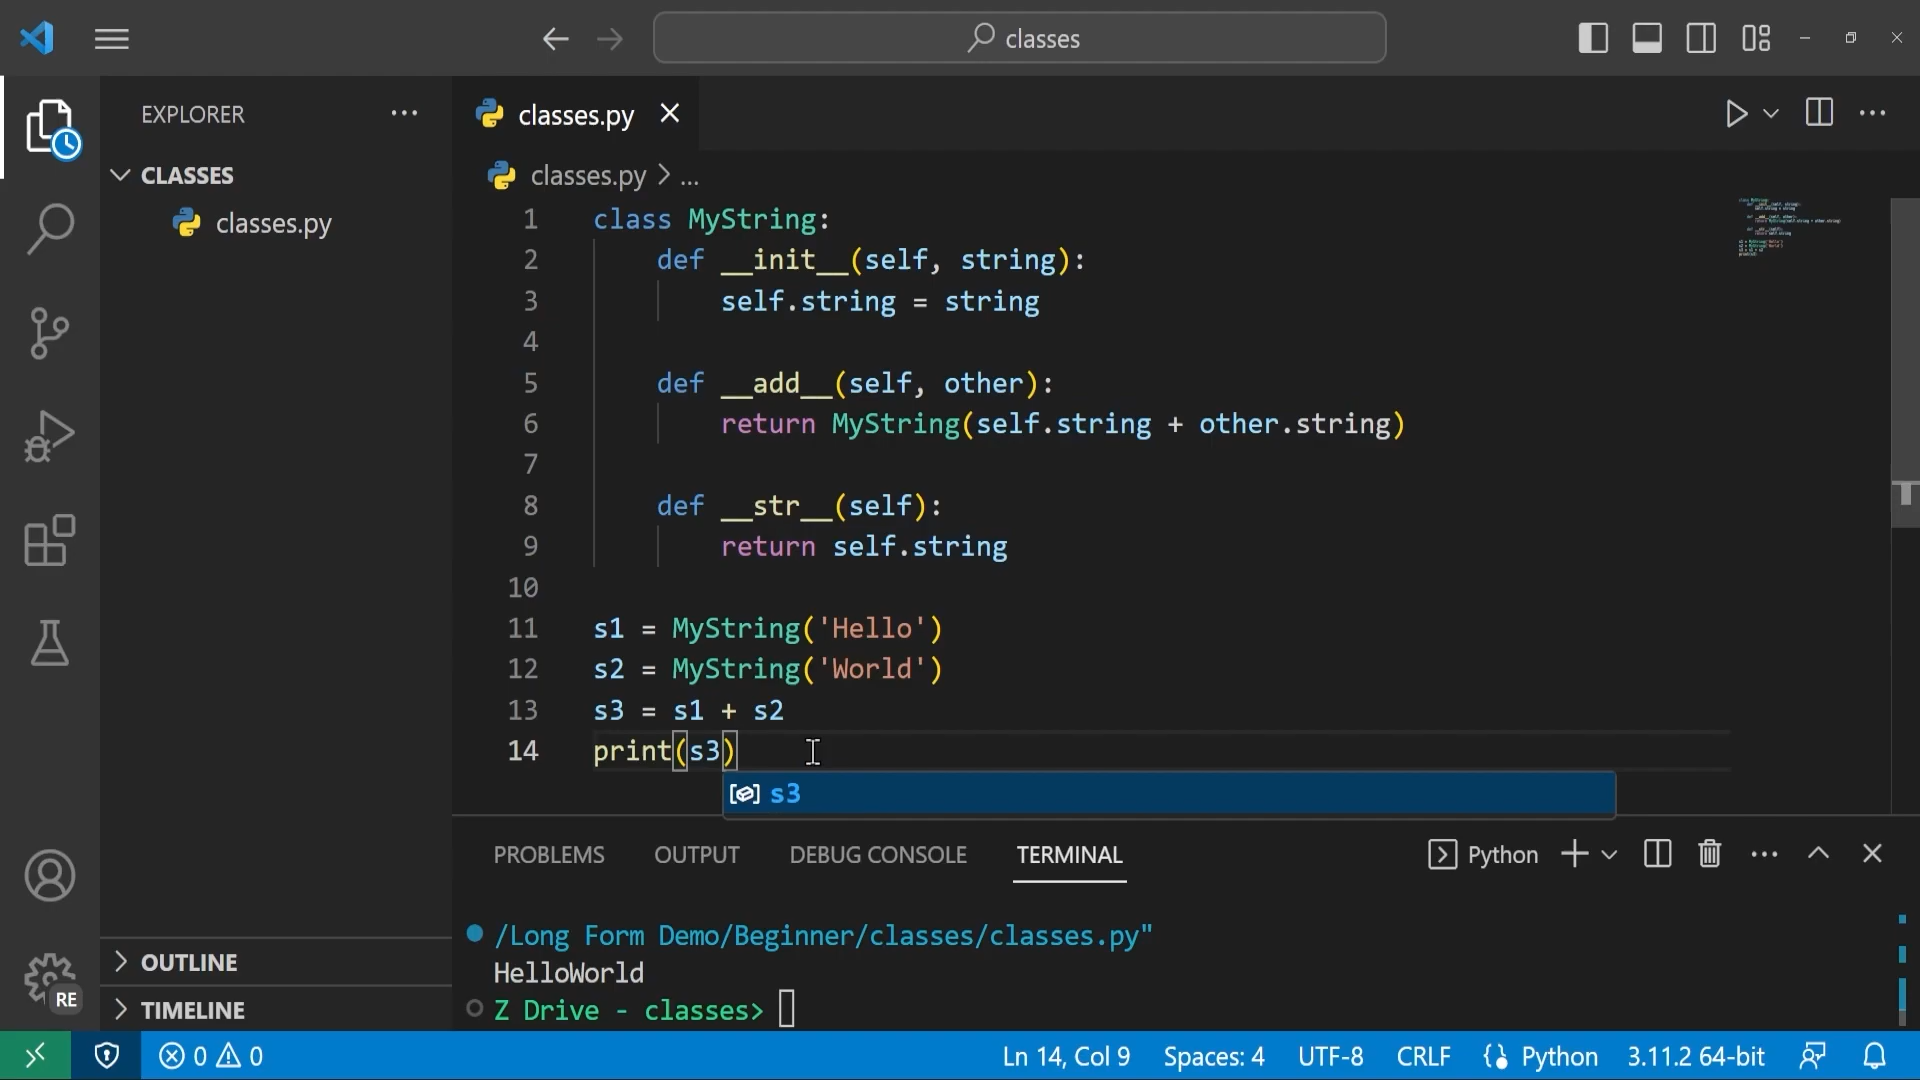 classes
EXPLORER
CLASSES
classes.py
OUTLINE
TIMELINE
RE
classes.py
classes.py > ...
1 class MyString:
2     def __init__(self, string):
3         self.string = string
4
5     def __add__(self, other):
6         return MyString(self.string + other.string)
7
8     def __str__(self):
9         return self.string
10
11 s1 = MyString('Hello')
12 s2 = MyString('World')
13 s3 = s1 + s2
14 print(s3)
s3
PROBLEMS OUTPUT DEBUG CONSOLE TERMINAL Python
/Long Form Demo/Beginner/classes/classes.py"
HelloWorld
Z Drive - classes>
0 0 Ln 14, Col 9 Spaces: 4 UTF-8 CRLF Python 3.11.2 64-bit